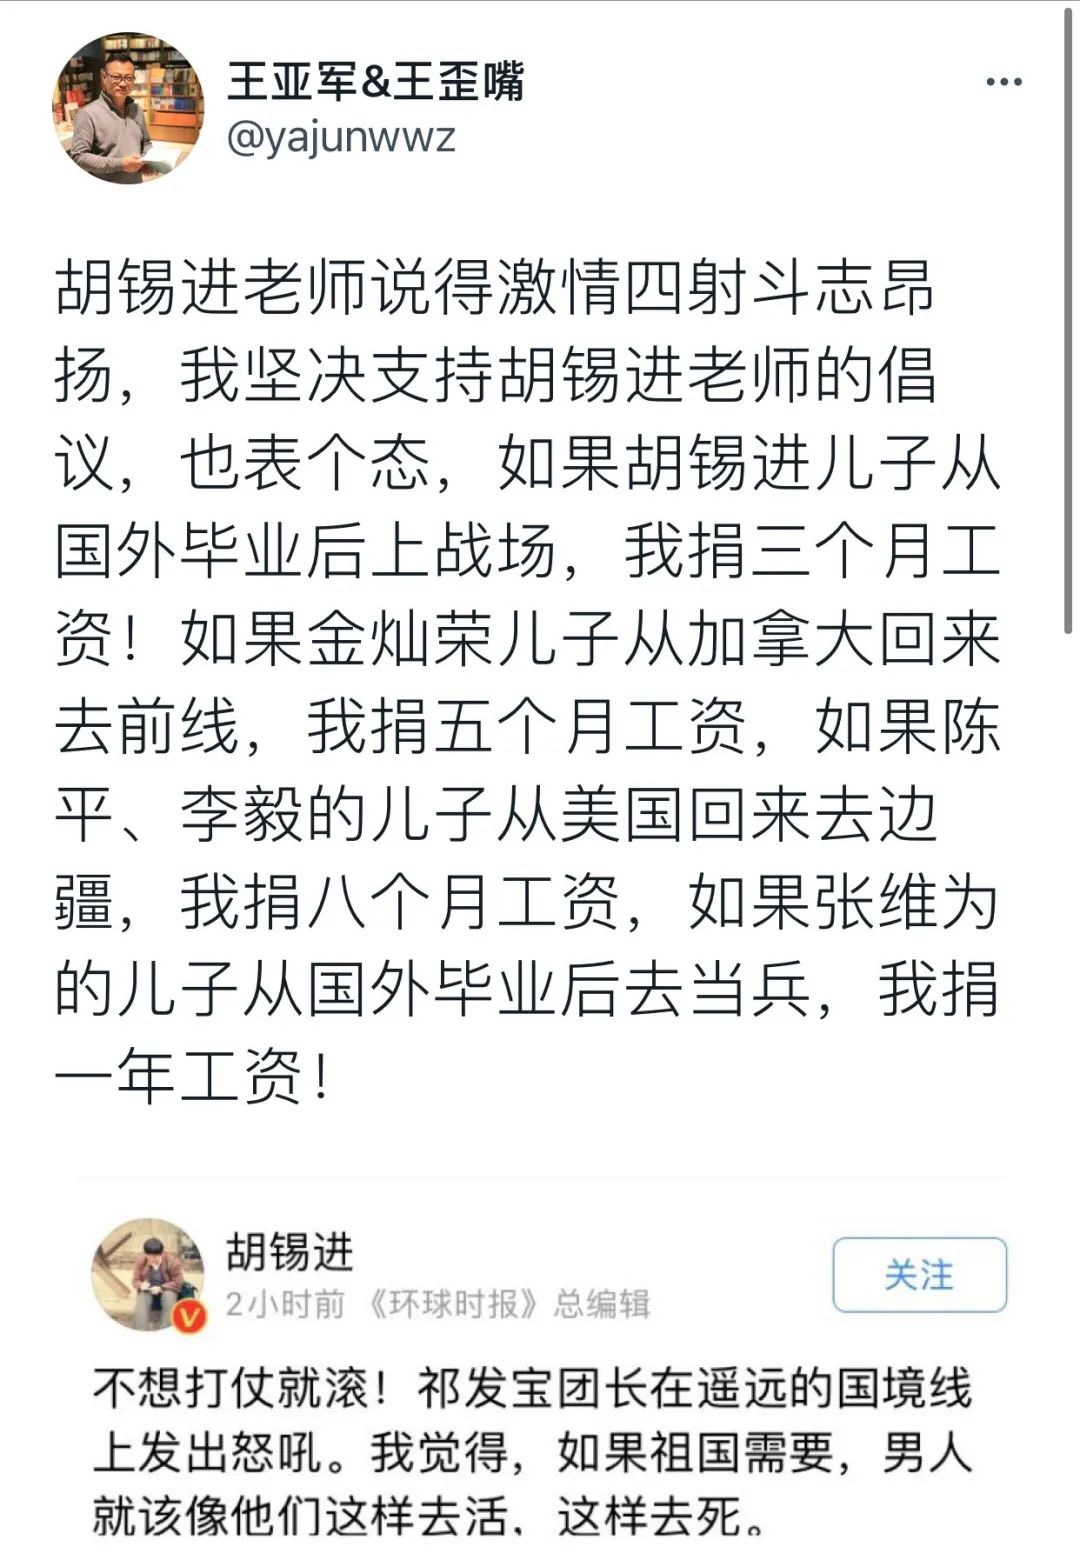 王亚军&王歪嘴
@yajunwwz
胡锡进老师说得激情四射斗志昂
扬，我坚决支持胡锡进老师的倡
议，也表个态，如果胡锡进儿子从
国外毕业后上战场，我捐三个月工
资！如果金灿荣儿子从加拿大回来
去前线，我捐五个月工资，如果陈
平、李毅的儿子从美国回来去边
疆，我捐八个月工资，如果张维为
的儿子从国外毕业后去当兵，我捐
一年工资！
胡锡进
关注
2小时前 《环球时报》总编辑
不想打仗就滚！祁发宝团长在遥远的国境线
上发出怒吼。我觉得，如果祖国需要，男人
就该像他们这样去活，这样去死。